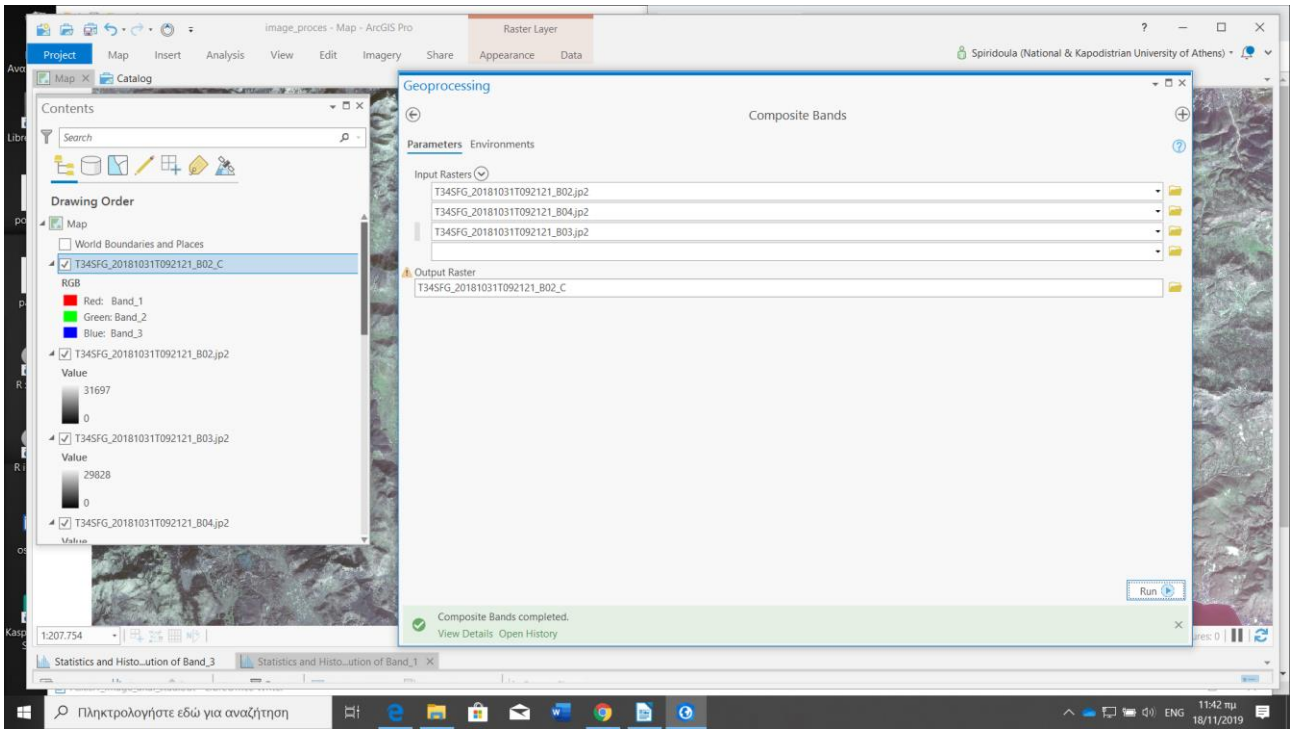 image_proces - Map - ArcGIS Pro
Raster Layer
?
Project Map Insert Analysis View Edit Imagery Share Appearance Data
Spiridoula (National & Kapodistrian University of Athens)
Map Catalog
Contents
Search
Drawing Order
Map
World Boundaries and Places
T34SFG_20181031T092121_B02_C
RGB
Red: Band_1
Green: Band_2
Blue: Band_3
T34SFG_20181031T092121_B02.jp2
Value
31697
0
T34SFG_20181031T092121_B03.jp2
Value
29828
0
T34SFG_20181031T092121_B04.jp2
Value
Geoprocessing
Composite Bands
Parameters Environments
Input Rasters
T34SFG_20181031T092121_B02.jp2
T34SFG_20181031T092121_B04.jp2
T34SFG_20181031T092121_B03.jp2
Output Raster
T34SFG_20181031T092121_B02_C
Run
Composite Bands completed.
View Details Open History
1:207.754
Statistics and Histo...ution of Band_3 Statistics and Histo...ution of Band_1
Πληκτρολογήστε εδώ για αναζήτηση
ENG
11:42 πμ
18/11/2019